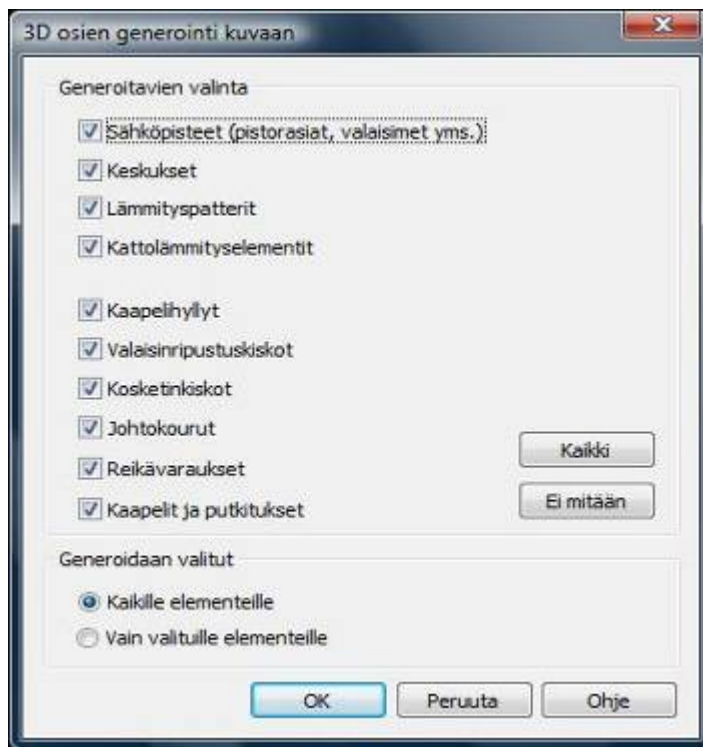 3D osien generointi kuvaan
Generoitavien valinta
Sähköpisteet (pistorasiat, valaisimet yms.)
Keskukset
Lämmityspatterit
Kattolämmityselementit
Kaapelihyllyt
Valaisinripustuskiskot
Kosketinkiskot
Johtokourut
Reikävaraukset
Kaapelit ja putkitukset
Kaikki
Ei mitään
Generoidaan valitut
Kaikille elementeille
Vain valituille elementeille
OK Peruuta Ohje